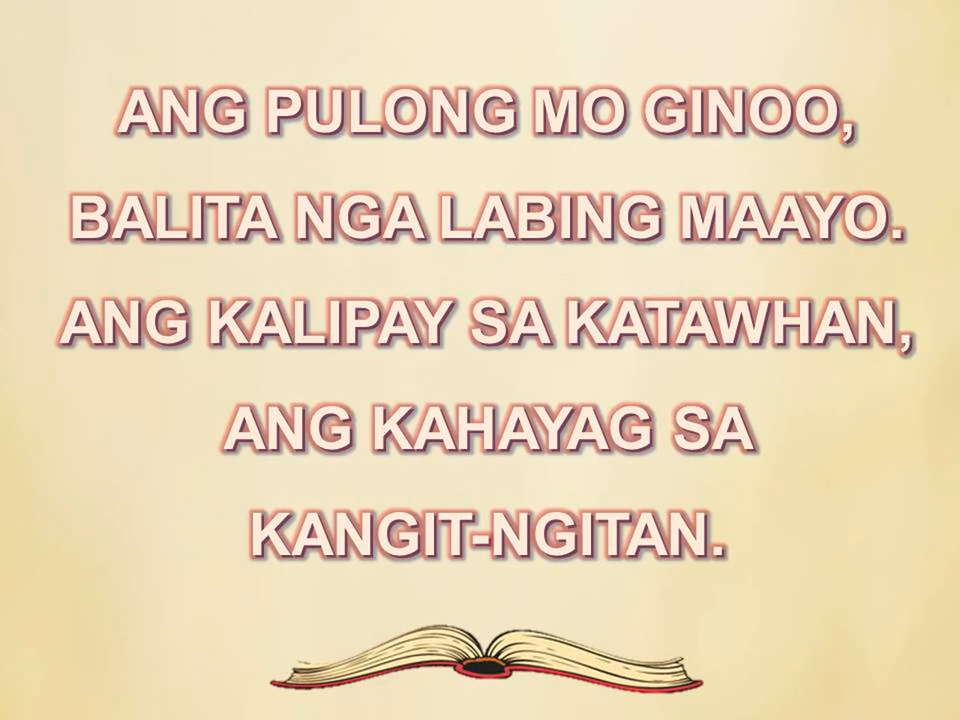 ANG PULONG MO GINOO,
BALITA NGA LABING MAAYO.
ANG KALIPAY SA KATAWHAN,
ANG KAHAYAG SA
KANGIT-NGITAN.